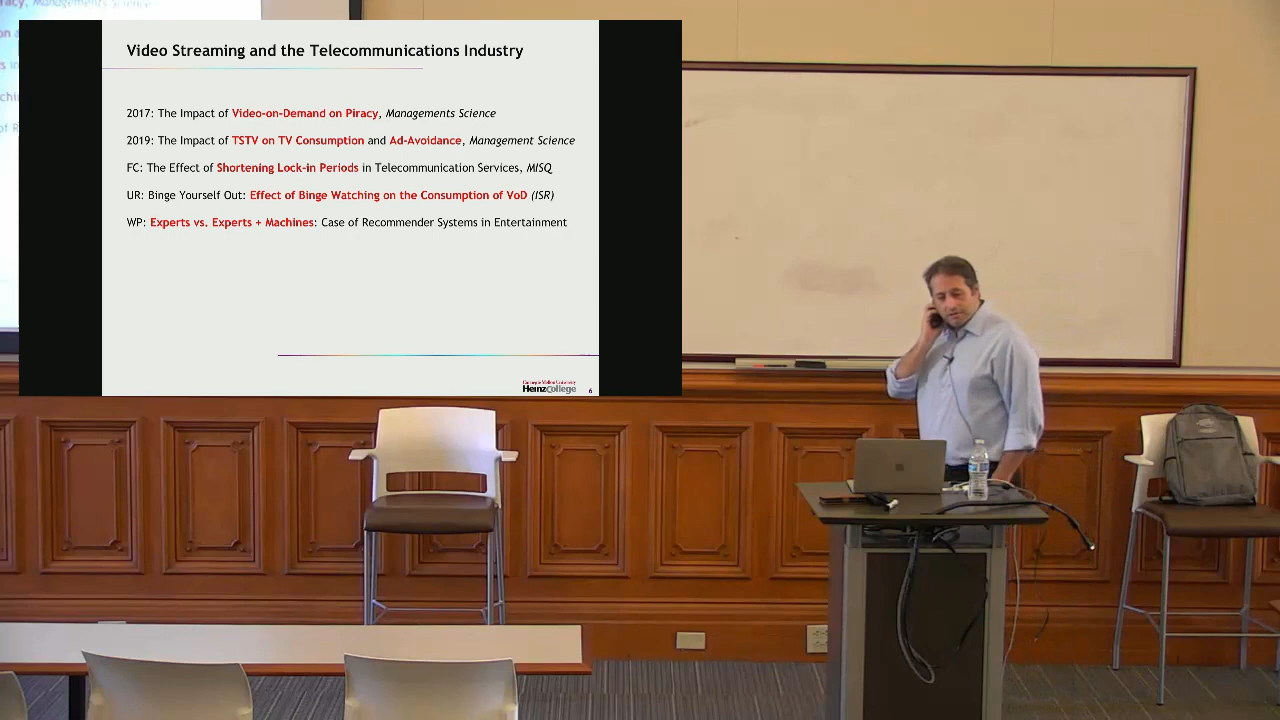 Video Streaming and the Telecommunications Industry
2017: The Impact of Video-on-Demand on Piracy, Managements Science
2019: The Impact of TSTV on TV Consumption and Ad-Avoidance, Management Science
FC: The Effect of Shortening Lock-in Periods in Telecommunication Services, MISQ
UR: Binge Yourself Out: Effect of Binge Watching on the Consumption of VoD (ISR)
WP: Experts vs. Experts + Machines: Case of Recommender Systems in Entertainment
Carnegie Mellon University
HeinzCollege
6